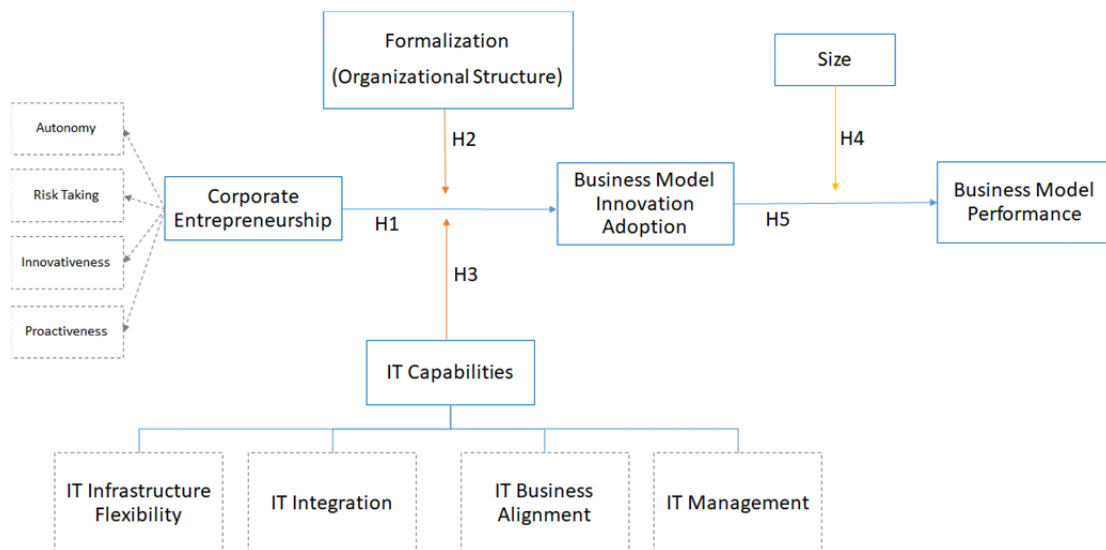 Formalization
(Organizational Structure)
Size
Autonomy
H2
H4
Risk Taking
Corporate
Entrepreneurship
Business Model
Innovation
Adoption
Business Model
Performance
H1
H5
Innovativeness
H3
Proactiveness
IT Capabilities
IT Infrastructure
Flexibility
IT Integration
IT Business
Alignment
IT Management